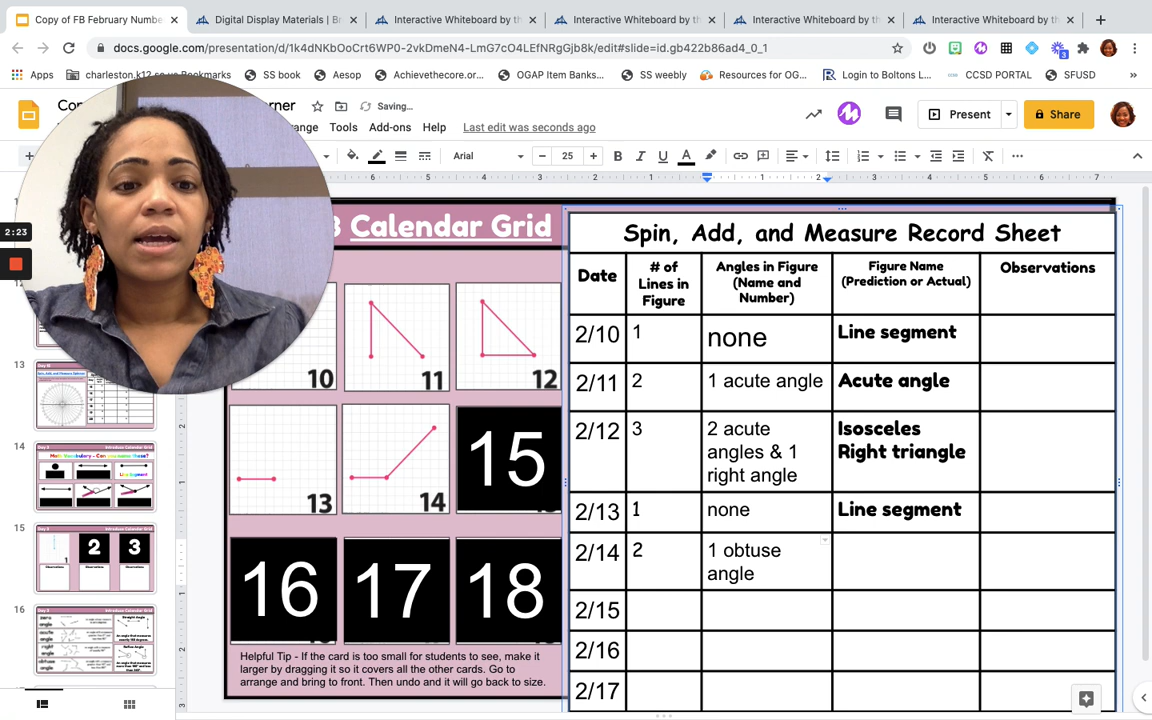 Copy of FB February Number
Digital Display Materials | Br
Interactive Whiteboard by th
Interactive Whiteboard by th
Interactive Whiteboard by th
Interactive Whiteboard by th
docs.google.com/presentation/d/1k4dNKbOoCrt6WP0-2vkDmeN4-LmG7cO4LEfNRgGjb8k/edit#slide=id.gb422b86ad4_0_1
Apps
charleston.k12.sc.us Bookmarks
SS book
Aesop
Achievethecore.or...
OGAP Item Banks...
SS weekly
Resources for OG...
Login to Boltons L...
CCSD PORTAL
SFUSD
Saving...
Tools
Add-ons
Help
Last edit was seconds ago
Present
Share
Arial
25
2:23
Calendar Grid
10
11
12
13
14
15
16
17
18
Helpful Tip - If the card is too small for students to see, make it
larger by dragging it so it covers all the other cards. Go to
arrange and bring to front. Then undo and it will go back to size.
Spin, Add, and Measure Record Sheet
Date
# of
Lines in
Figure
Angles in Figure
(Name and
Number)
Figure Name
(Prediction or Actual)
Observations
2/10
1
none
Line segment
2/11
2
1 acute angle
Acute angle
2/12
3
2 acute
angles & 1
right angle
Isosceles
Right triangle
2/13
1
none
Line segment
2/14
2
1 obtuse
angle
2/15
2/16
2/17
13
14
Math Vocabulary - Can you name these?
15
2
3
16